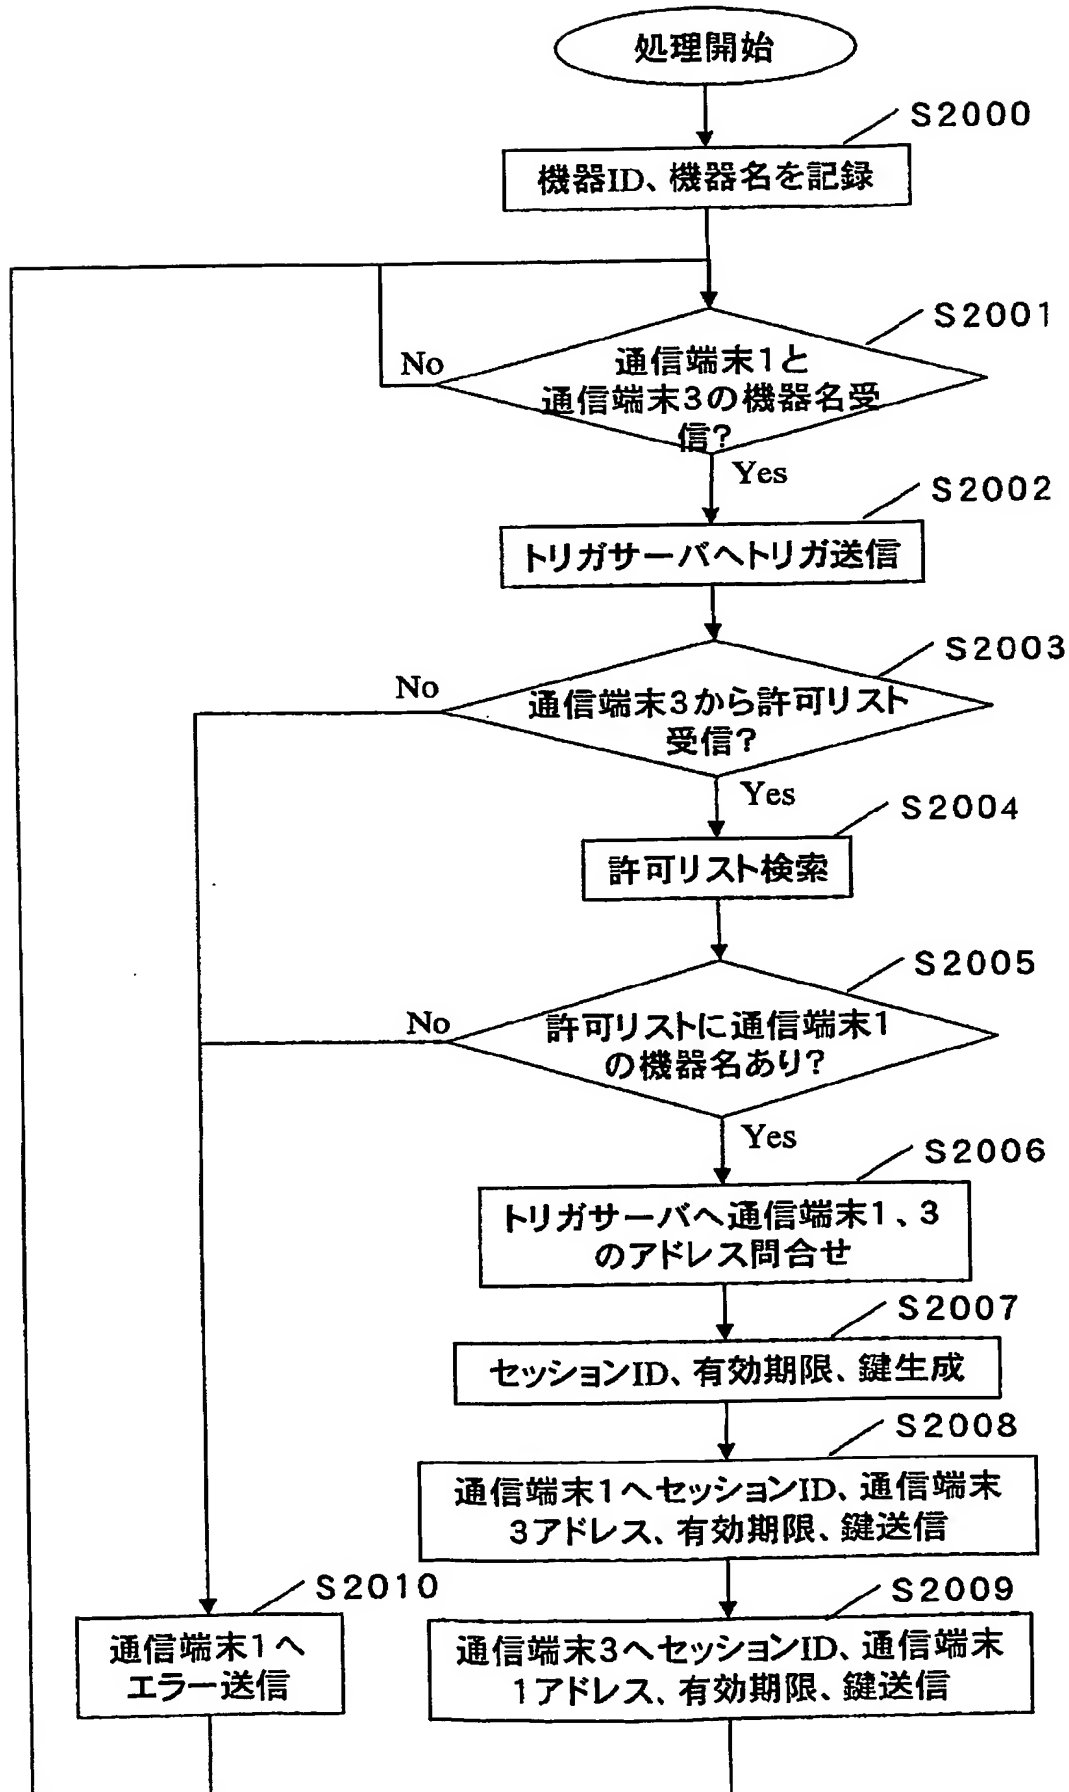 処理開始
S2000
機器ID、機器名を記録
S2001
No
通信端末1と
通信端末3の機器名受
信?
Yes
S2002
トリガサーバへトリガ送信
S2003
No
通信端末3から許可リスト
受信?
Yes
S2004
許可リスト検索
S2005
No
許可リストに通信端末1
の機器名あり?
Yes
S2006
トリガサーバへ通信端末1、3
のアドレス問合せ
S2007
セッションID、有効期限、鍵生成
S2008
通信端末1へセッションID、通信端末
3アドレス、有効期限、鍵送信
S2010
通信端末1へ
エラー送信
S2009
通信端末3へセッションID、通信端末
1アドレス、有効期限、鍵送信